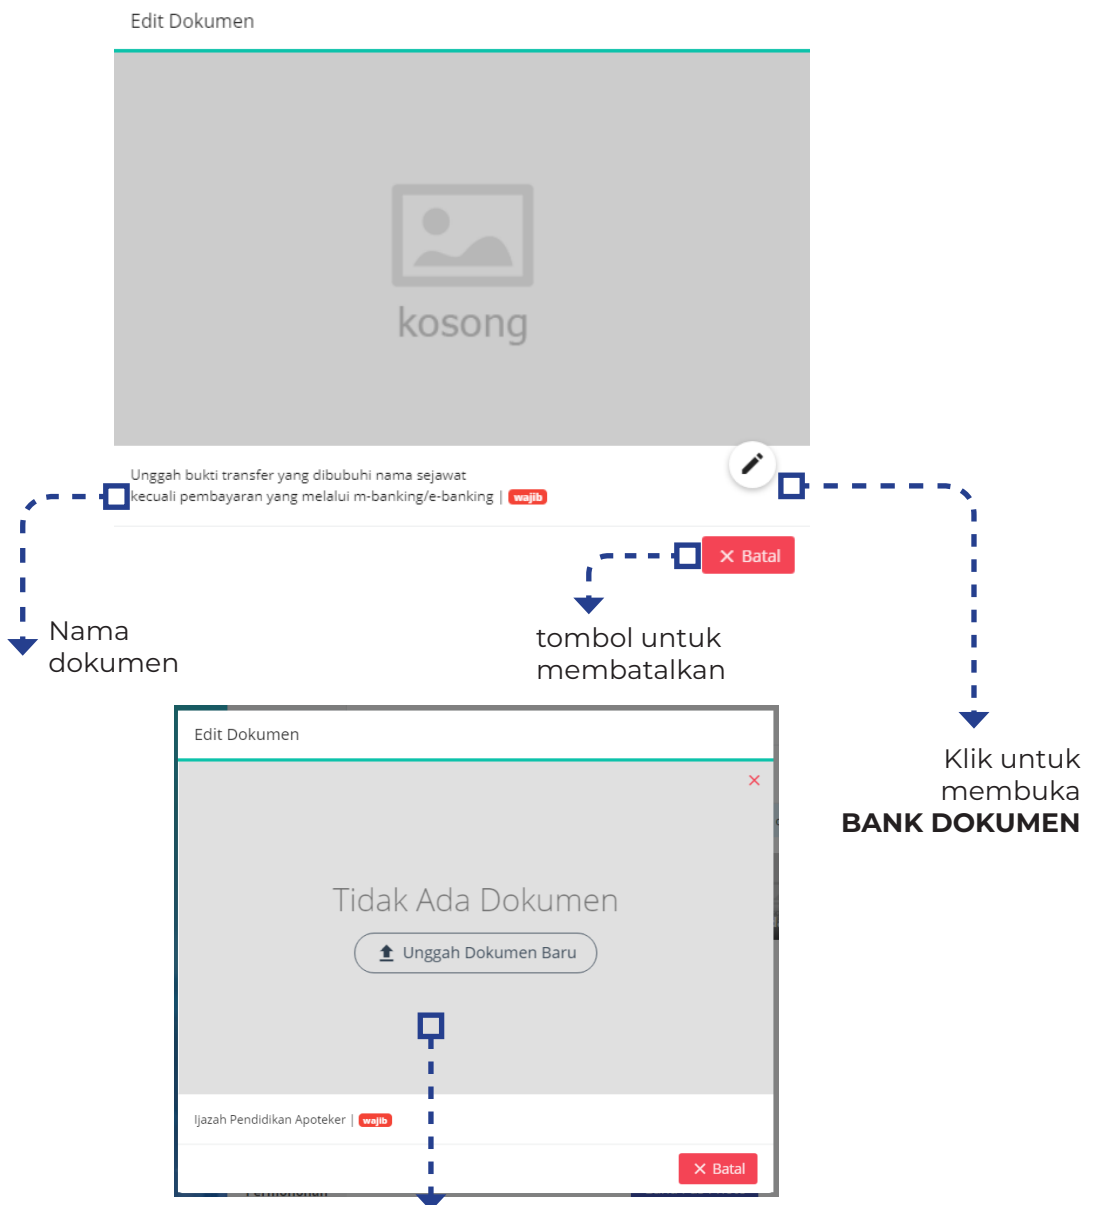 Edit Dokumen
kosong
Unggah bukti transfer yang dibubuhi nama sejawat
kecuali pembayaran yang melalui m-banking/e-banking | wajib
× Batal
Nama
dokumen
tombol untuk
membatalkan
Klik untuk
membuka
BANK DOKUMEN
Edit Dokumen
×
Tidak Ada Dokumen
Unggah Dokumen Baru
Ijazah Pendidikan Apoteker | wajib
× Batal